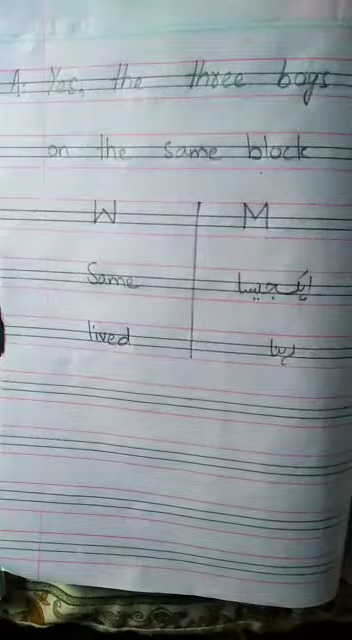 A: Yes, the three boys
on the same block
W M
Same ایک جیسا
lived رہنا